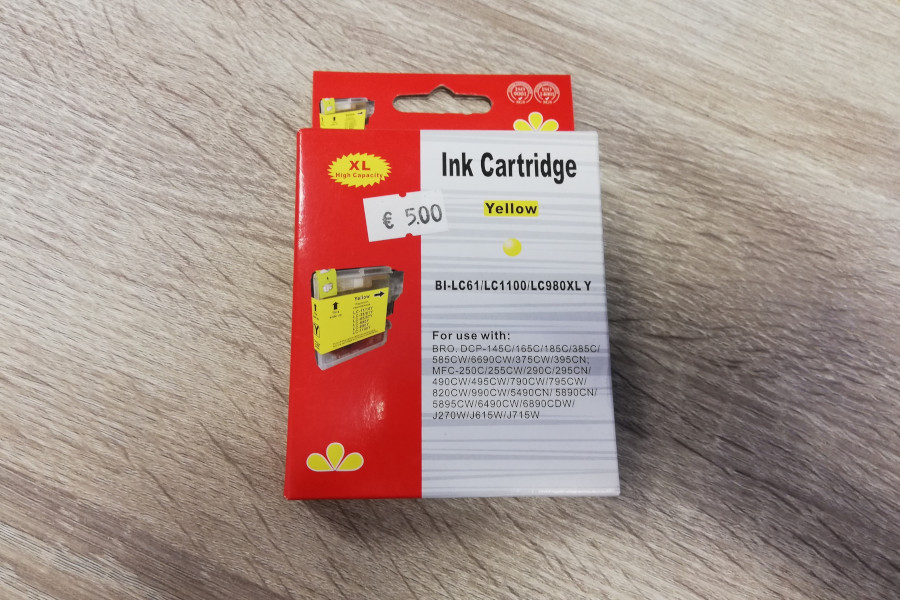 XL
High Capacity
€ 5.00
Ink Cartridge
Yellow
BI-LC61/LC1100/LC980XL Y
Yellow
Y
For use with:
BRO. DCP-145C/165C/185C/385C/
585CW/6690CW/375CW/395CN;
MFC-250C/255CW/290C/295CN/
490CW/495CW/790CW/795CW/
820CW/990CW/5490CN/ 5890CN/
5895CW/6490CW/6890CDW/
J270W/J615W/J715W